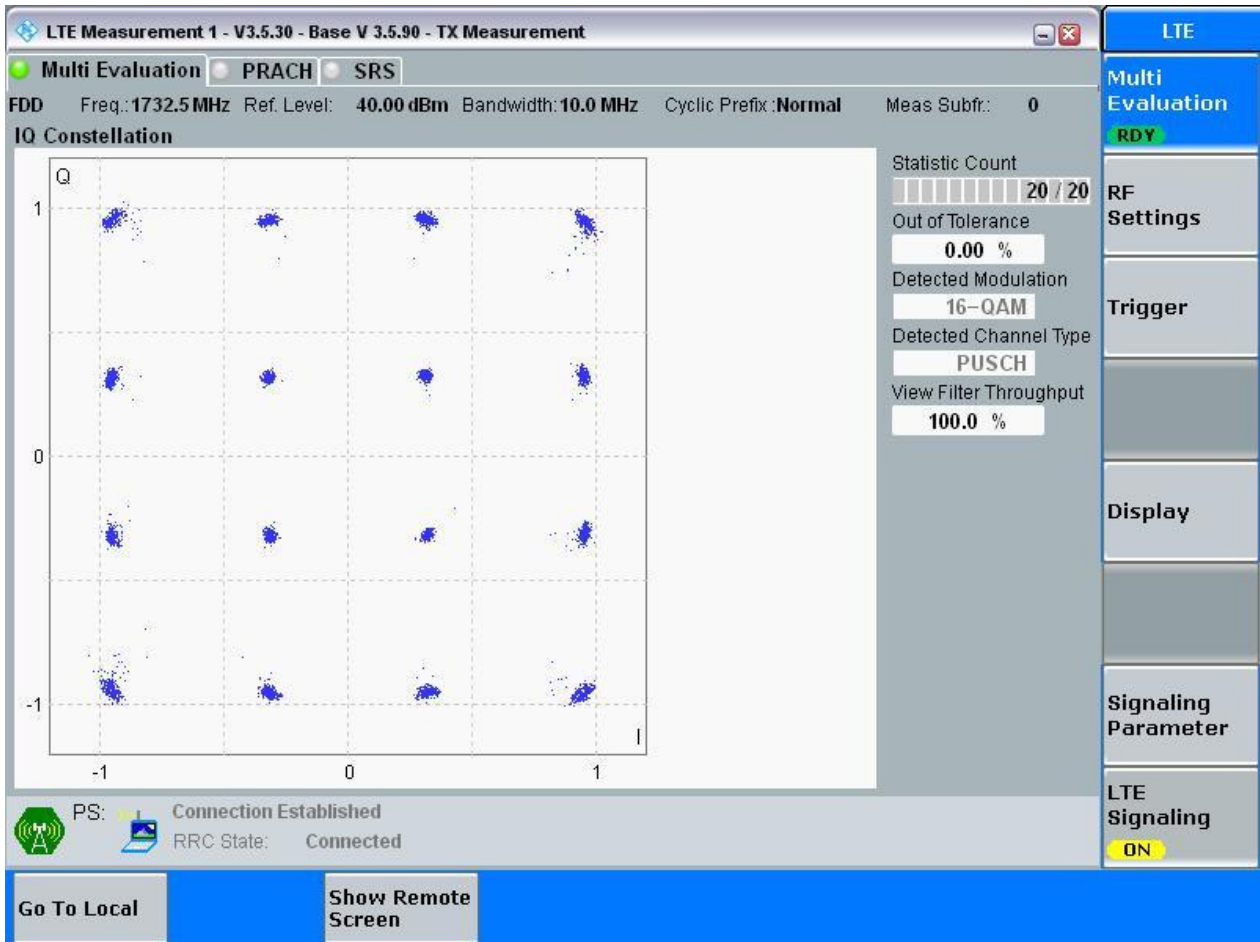 LTE Measurement 1 - V3.5.30 - Base V 3.5.90 - TX Measurement
LTE
Multi Evaluation PRACH SRS
FDD Freq.: 1732.5 MHz Ref. Level: 40.00 dBm Bandwidth: 10.0 MHz Cyclic Prefix : Normal Meas Subfr.: 0
IQ Constellation
Q
1
0
-1
I
-1 0 1
Statistic Count
20 / 20
Out of Tolerance
0.00 %
Detected Modulation
16-QAM
Detected Channel Type
PUSCH
View Filter Throughput
100.0 %
Multi
Evaluation
RDY
RF
Settings
Trigger
Display
Signaling
Parameter
LTE
Signaling
ON
PS: Connection Established
RRC State: Connected
Go To Local
Show Remote
Screen